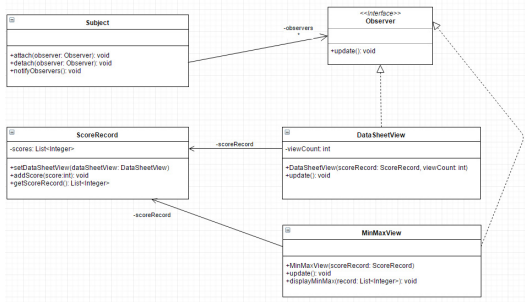 Subject
+attach(observer: Observer): void
+detach(observer: Observer): void
+notifyObservers(): void
-observers
*
<<Interface>>
Observer
+update(): void
ScoreRecord
-scores: List<Integer>
+setDataSheetView(dataSheetView: DataSheetView)
+addScore(score:int): void
+getScoreRecord(): List<Integer>
-scoreRecord
DataSheetView
-viewCount: int
+DataSheetView(scoreRecord: ScoreRecord, viewCount: int)
+update(): void
-scoreRecord
MinMaxView
+MinMaxView(scoreRecord: ScoreRecord)
+update(): void
+displayMinMax(record: List<Integer>): void